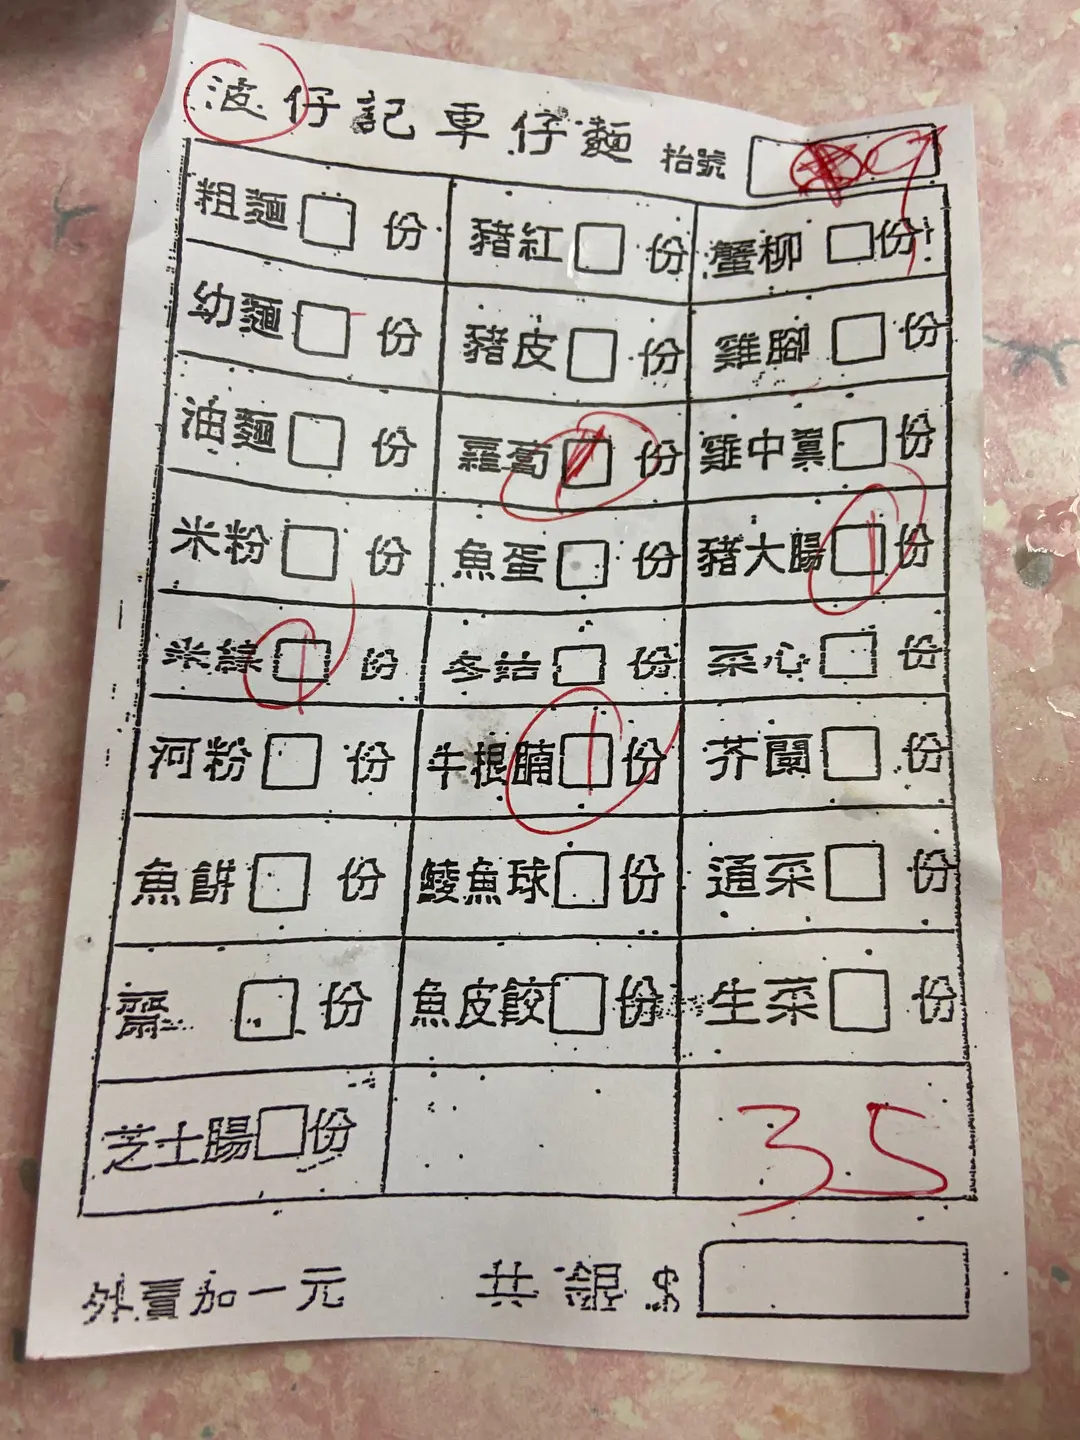 波仔記車仔麵 枱號 9
粗麵 份 豬紅 份 蟹柳 份
幼麵 份 豬皮 份 雞腳 份
油麵 份 蘿蔔 1 份 雞中翼 份
米粉 份 魚蛋 份 豬大腸 1 份
米線 1 份 冬菇 份 菜心 份
河粉 份 牛根腩 1 份 芥蘭 份
魚餅 份 鯪魚球 份 通菜 份
齋 份 魚皮餃 份 生菜 份
芝士腸 份 35
外賣加一元 共銀$